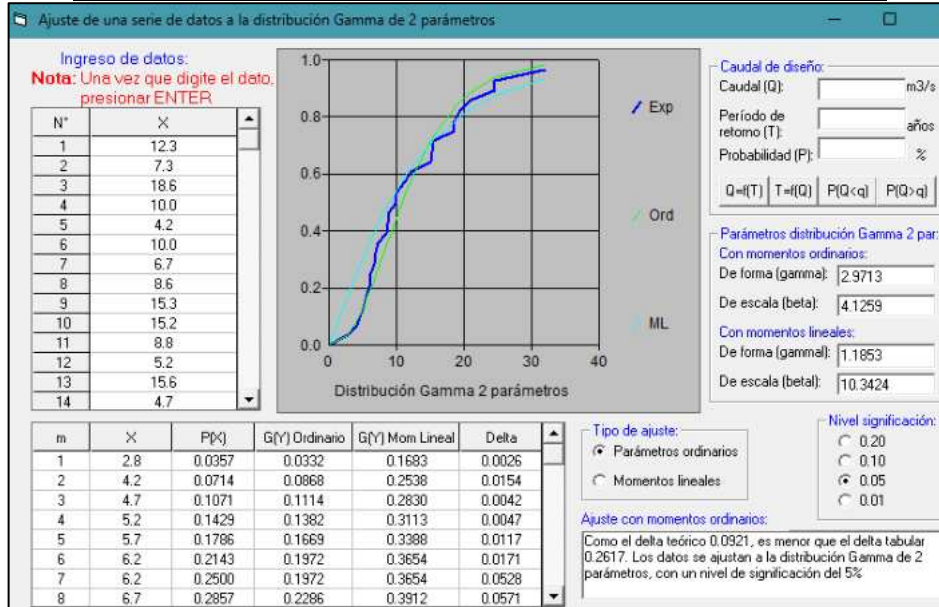 Ajuste de una serie de datos a la distribución Gamma de 2 parámetros
Ingreso de datos:
Nota: Una vez que digite el dato,
presionar ENTER
N° X
1 12.3
2 7.3
3 18.6
4 10.0
5 4.2
6 10.0
7 6.7
8 8.6
9 15.3
10 15.2
11 8.8
12 5.2
13 15.6
14 4.7
1.0
0.8
0.6
0.4
0.2
0.0
0 10 20 30 40
Exp
Ord
ML
Distribución Gamma 2 parámetros
Caudal de diseño:
Caudal (Q): m3/s
Período de
retorno (T): años
Probabilidad (P): %
Q=f(T) T=f(Q) P(Q<q) P(Q>q)
Parámetros distribución Gamma 2 par:
Con momentos ordinarios:
De forma (gamma): 2.9713
De escala (beta): 4.1259
Con momentos lineales:
De forma (gammal): 1.1853
De escala (betal): 10.3424
m X P(X) G(Y) Ordinario G(Y) Mom Lineal Delta
1 2.8 0.0357 0.0332 0.1683 0.0026
2 4.2 0.0714 0.0868 0.2538 0.0154
3 4.7 0.1071 0.1114 0.2830 0.0042
4 5.2 0.1429 0.1382 0.3113 0.0047
5 5.7 0.1786 0.1669 0.3388 0.0117
6 6.2 0.2143 0.1972 0.3654 0.0171
7 6.2 0.2500 0.1972 0.3654 0.0528
8 6.7 0.2857 0.2286 0.3912 0.0571
Tipo de ajuste:
Parámetros ordinarios
Momentos lineales
Nivel significación:
0.20
0.10
0.05
0.01
Ajuste con momentos ordinarios:
Como el delta teórico 0.0921, es menor que el delta tabular
0.2617. Los datos se ajustan a la distribución Gamma de 2
parámetros, con un nivel de significación del 5%